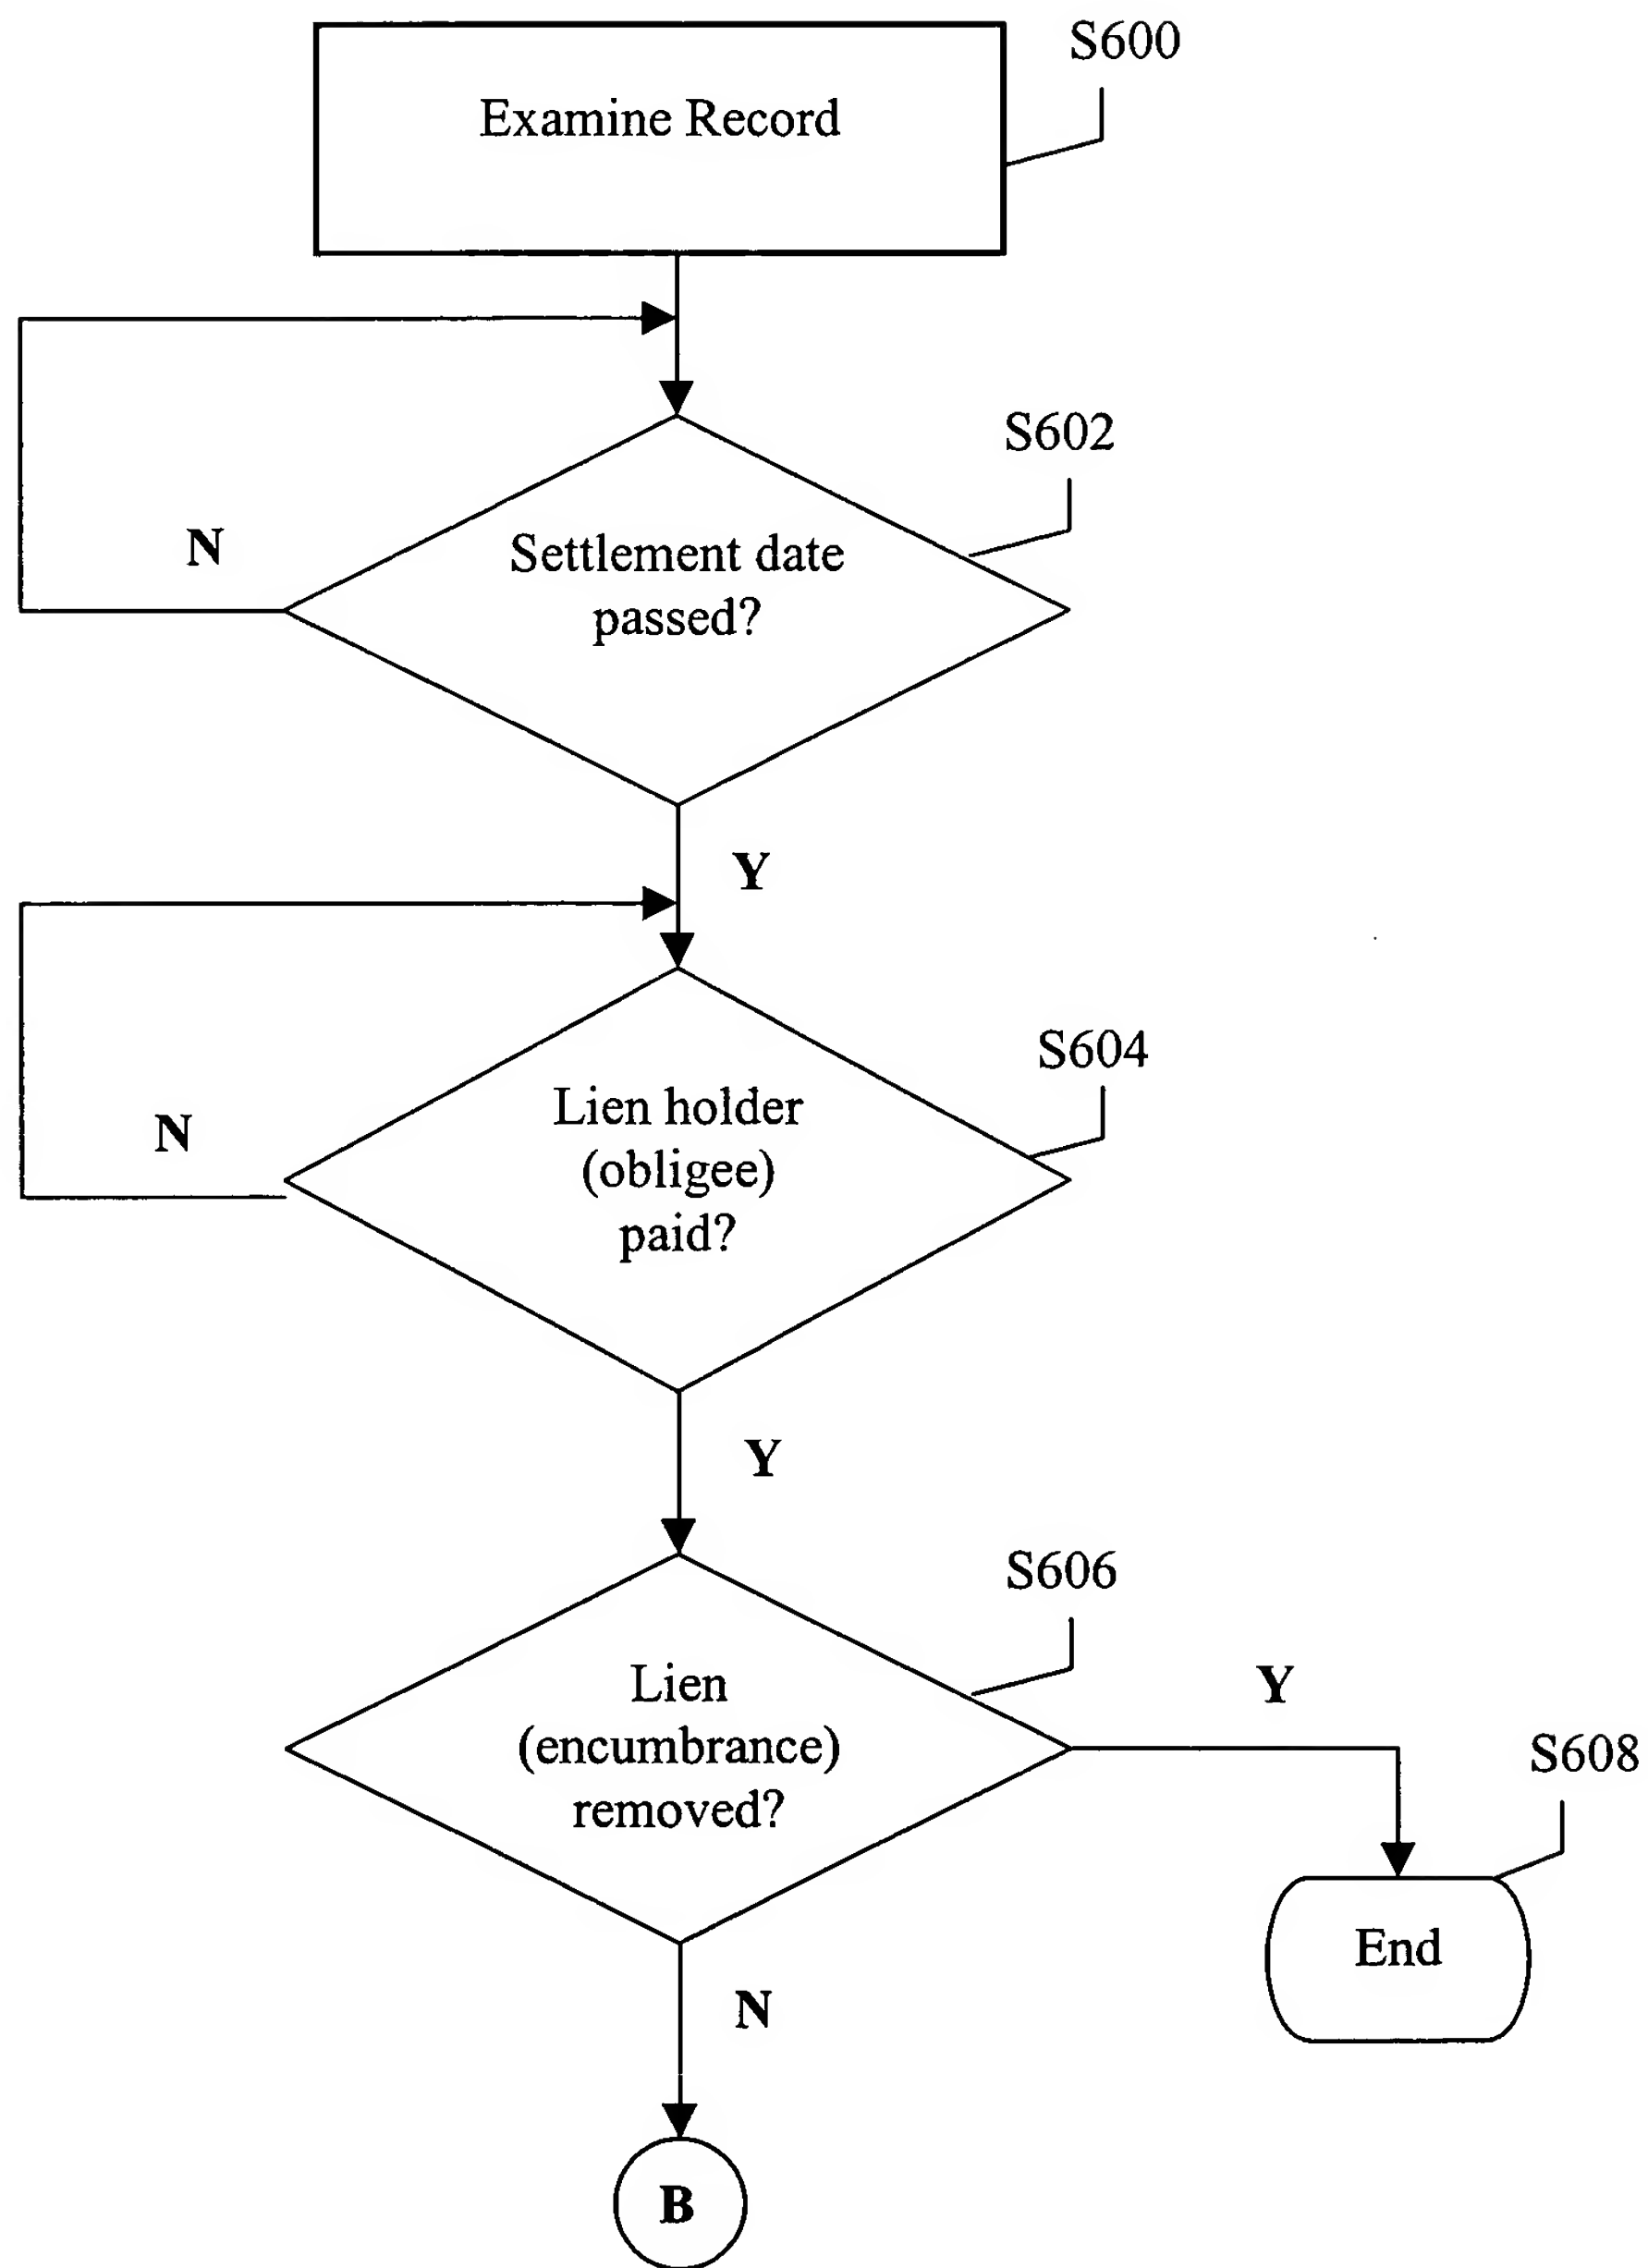 S600
Examine Record
S602
N
Settlement date
passed?
Y
S604
N
Lien holder
(obligee)
paid?
Y
S606
Y
Lien
(encumbrance)
removed?
S608
End
N
B